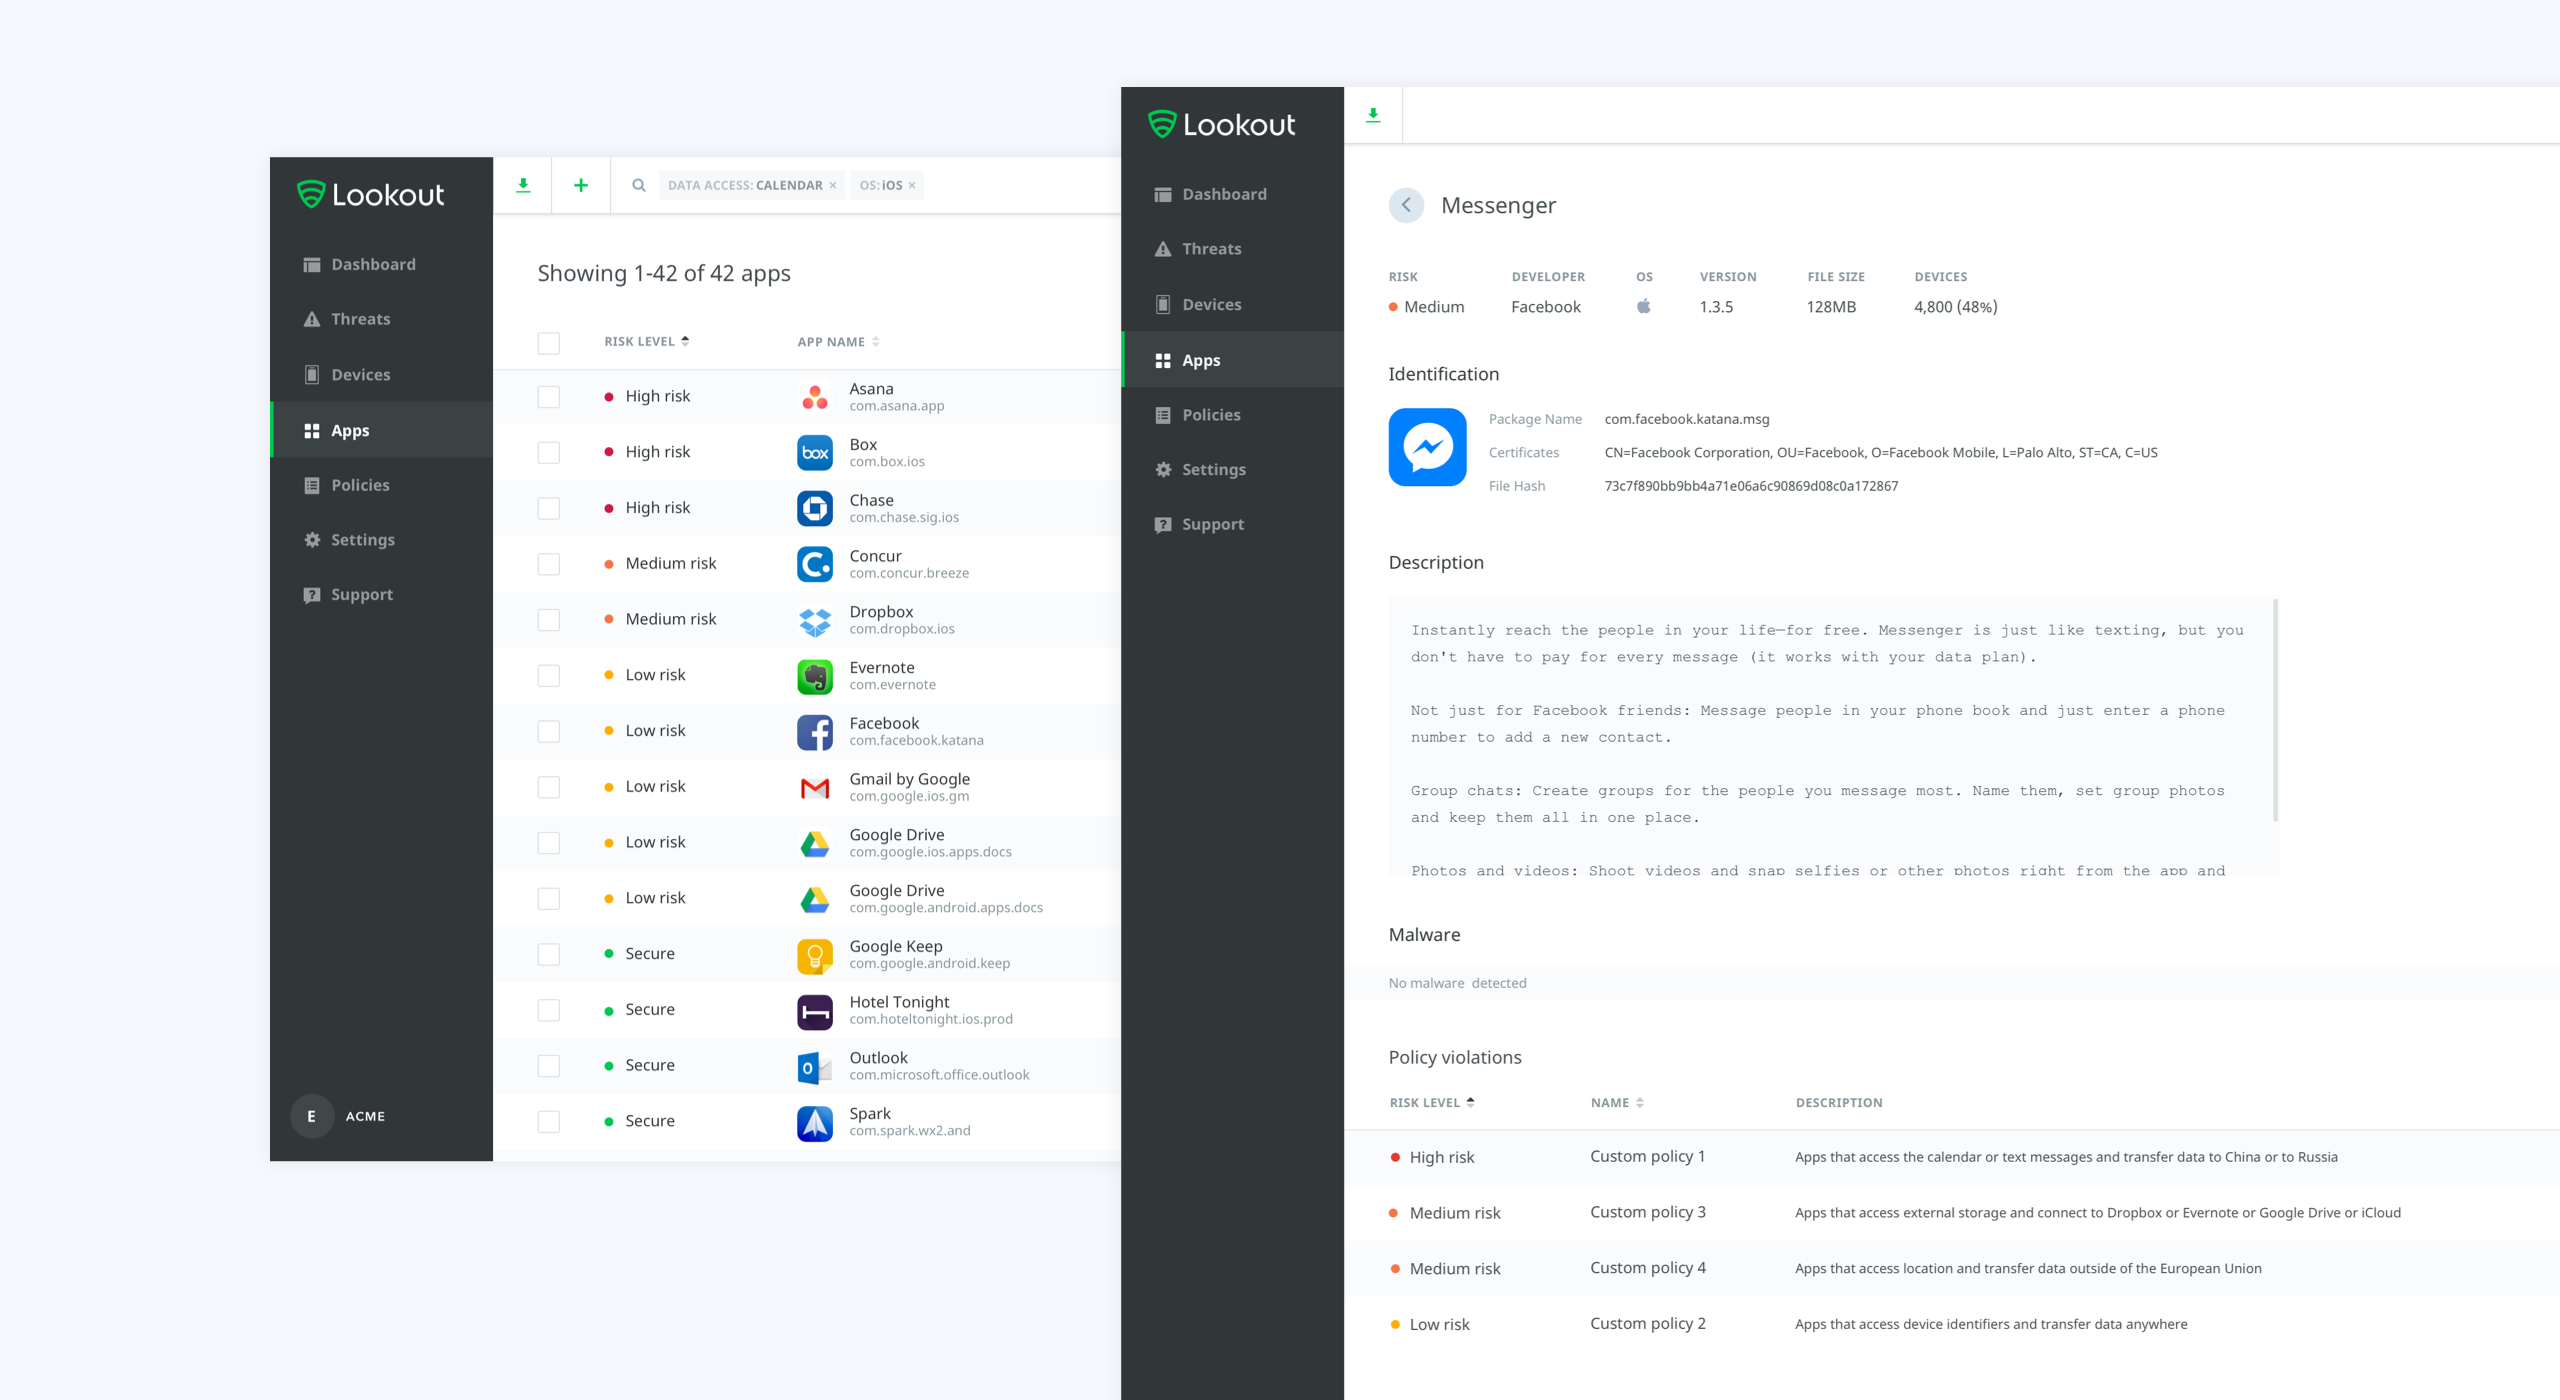 Lookout
Dashboard
Threats
Devices
Apps
Policies
Settings
Support
E ACME
DATA ACCESS: CALENDAR × OS: iOS ×
Showing 1-42 of 42 apps
RISK LEVEL APP NAME
High risk Asana
com.asana.app
High risk box Box
com.box.ios
High risk Chase
com.chase.sig.ios
Medium risk Concur
com.concur.breeze
Medium risk Dropbox
com.dropbox.ios
Low risk Evernote
com.evernote
Low risk Facebook
com.facebook.katana
Low risk Gmail by Google
com.google.ios.gm
Low risk Google Drive
com.google.ios.apps.docs
Low risk Google Drive
com.google.android.apps.docs
Secure Google Keep
com.google.android.keep
Secure Hotel Tonight
com.hoteltonight.ios.prod
Secure Outlook
com.microsoft.office.outlook
Secure Spark
com.spark.wx2.and
Lookout
Dashboard
Threats
Devices
Apps
Policies
Settings
Support
Messenger
RISK DEVELOPER OS VERSION FILE SIZE DEVICES
Medium Facebook 1.3.5 128MB 4,800 (48%)
Identification
Package Name com.facebook.katana.msg
Certificates CN=Facebook Corporation, OU=Facebook, O=Facebook Mobile, L=Palo Alto, ST=CA, C=US
File Hash 73c7f890bb9bb4a71e06a6c90869d08c0a172867
Description
Instantly reach the people in your life—for free. Messenger is just like texting, but you
don't have to pay for every message (it works with your data plan).
Not just for Facebook friends: Message people in your phone book and just enter a phone
number to add a new contact.
Group chats: Create groups for the people you message most. Name them, set group photos
and keep them all in one place.
Photos and videos: Shoot videos and snap selfies or other photos right from the app and
Malware
No malware detected
Policy violations
RISK LEVEL NAME DESCRIPTION
High risk Custom policy 1 Apps that access the calendar or text messages and transfer data to China or to Russia
Medium risk Custom policy 3 Apps that access external storage and connect to Dropbox or Evernote or Google Drive or iCloud
Medium risk Custom policy 4 Apps that access location and transfer data outside of the European Union
Low risk Custom policy 2 Apps that access device identifiers and transfer data anywhere